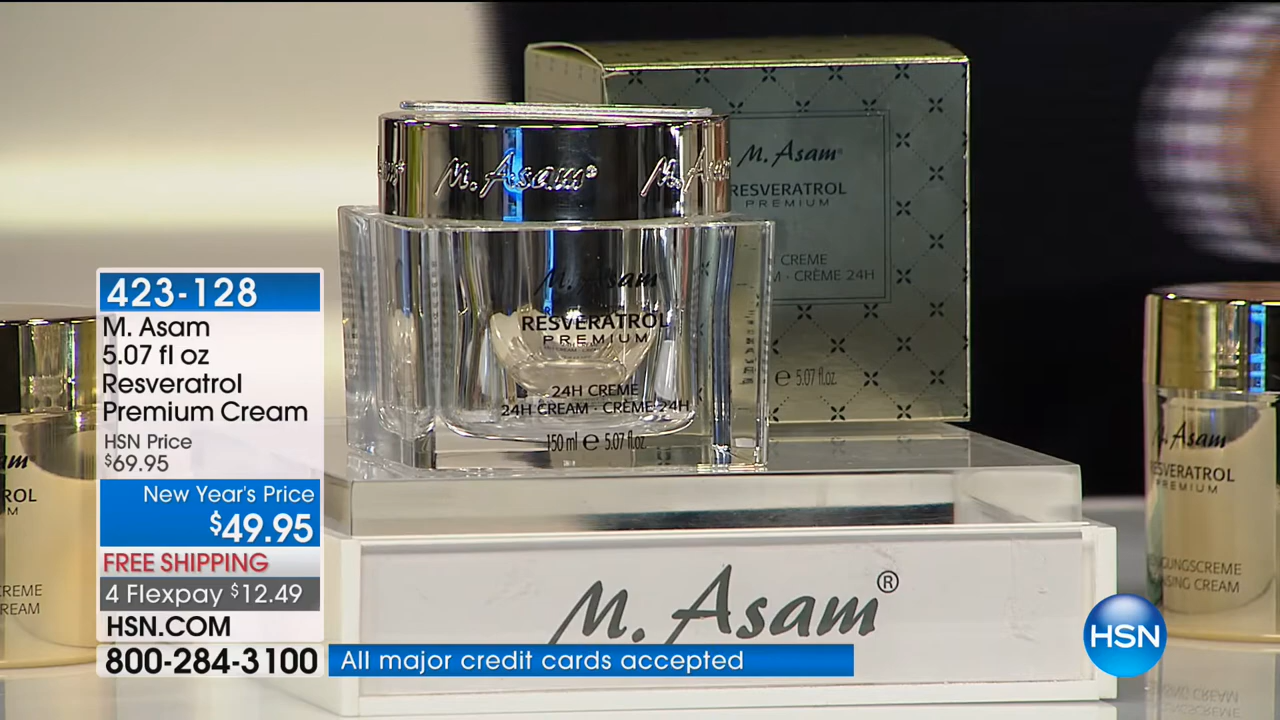 423-128
M. Asam
5.07 fl oz
Resveratrol
Premium Cream
HSN Price
$69.95
New Year's Price
$49.95
FREE SHIPPING
4 Flexpay $12.49
HSN.COM
800-284-3100
All major credit cards accepted
HSN
M. Asam®
M. Asam
RESVERATROL
PREMIUM
24H CREME
24H CREAM · CRÈME 24H
150 ml e 5.07 fl.oz.
M. Asam®
RESVERATROL
PREMIUM
CREME
CRÈME 24H
e 5.07 fl.oz.
M. Asam®
M. Asam
RESVERATROL
PREMIUM
CREAM